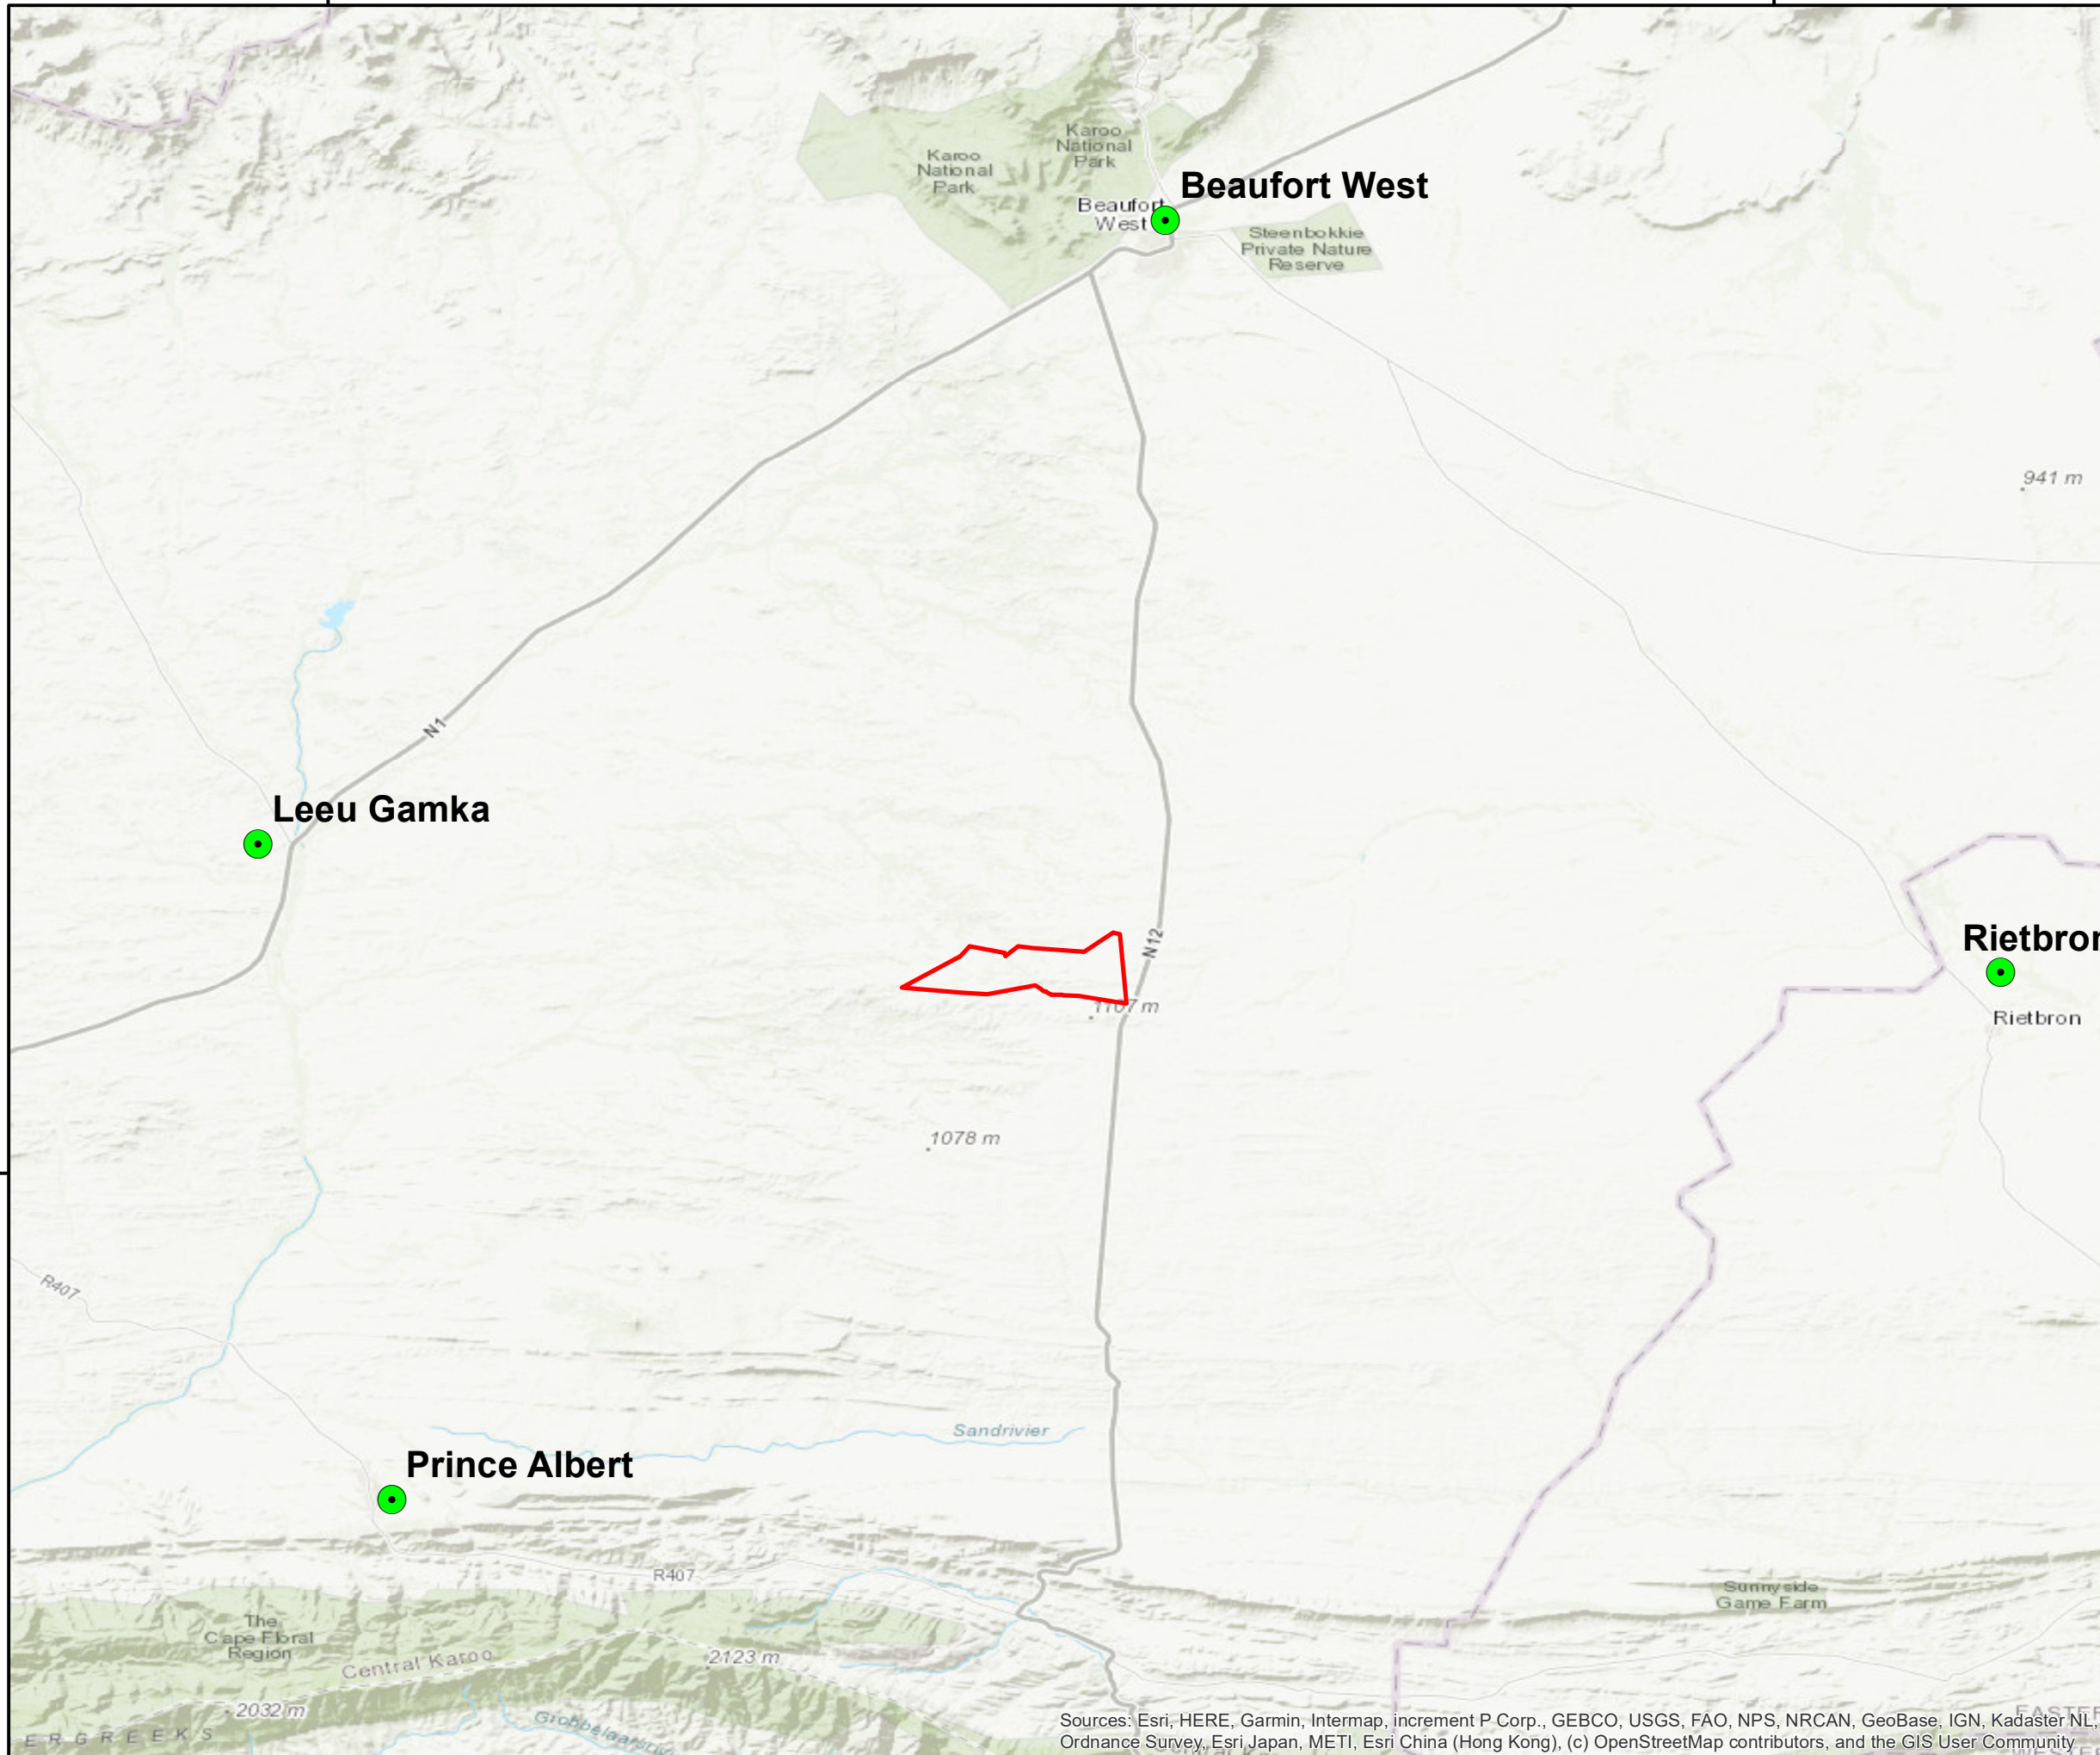 Karoo
National
Park
Karoo
National
Park
Beaufort West
Beaufort
West
Steenbokkie
Private Nature
Reserve
941 m
N1
Leeu Gamka
N12
Rietbron
1107 m
Rietbron
1078 m
R407
Sandrivier
Prince Albert
R407
Sunnyside
Game Farm
The
Cape Floral
Region
Central Karoo
2123 m
2032 m
ERGREEKS
Sources: Esri, HERE, Garmin, Intermap, increment P Corp., GEBCO, USGS, FAO, NPS, NRCAN, GeoBase, IGN, Kadaster NL,
Ordnance Survey, Esri Japan, METI, Esri China (Hong Kong), (c) OpenStreetMap contributors, and the GIS User Community